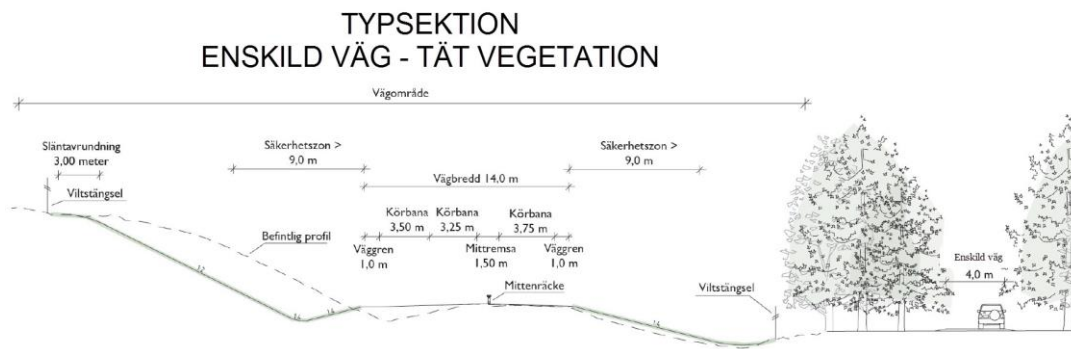 TYPSEKTION
ENSKILD VÄG - TÄT VEGETATION
Vägområde
Släntavrundning
3,00 meter
Viltstängsel
Säkerhetszon >
9,0 m
Säkerhetszon >
9,0 m
Vägbredd 14,0 m
Körbana
3,50 m
Körbana
3,25 m
Körbana
3,75 m
Befintlig profil
Väggren
1,0 m
Mittremsa
1,50 m
Väggren
1,0 m
Mittenräcke
Viltstängsel
Enskild väg
4,0 m